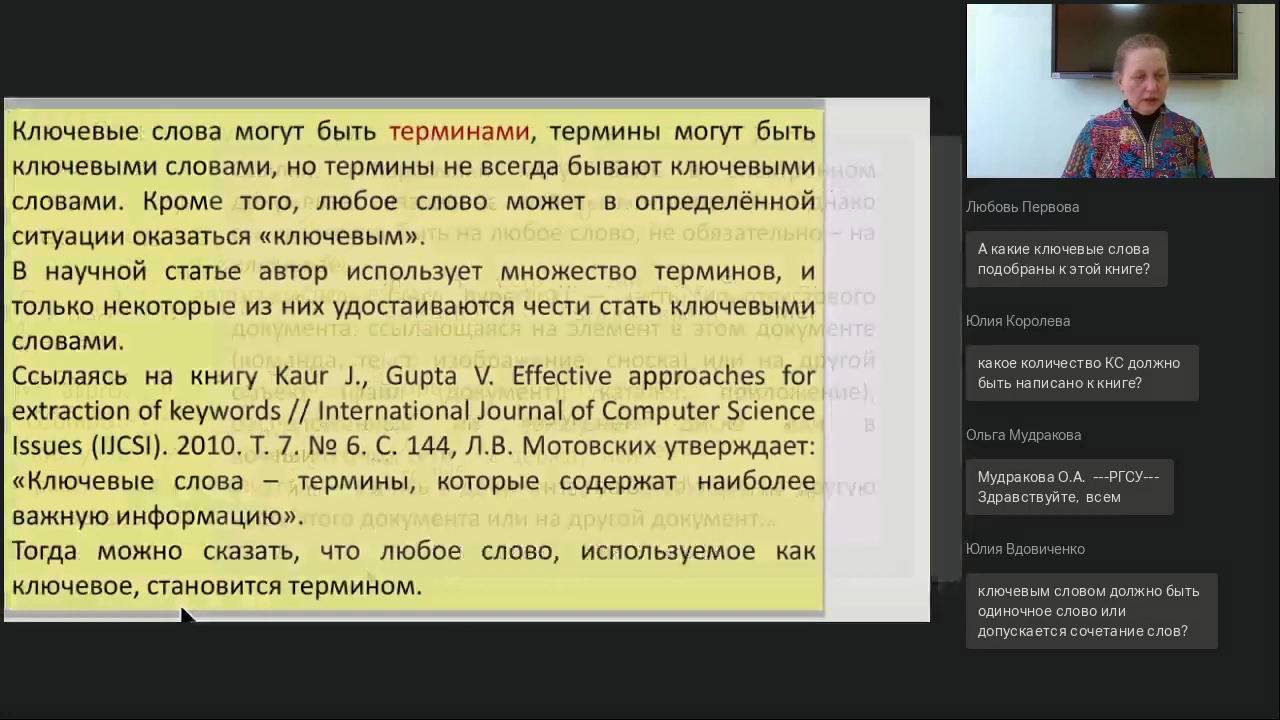 Ключевые слова могут быть терминами, термины могут быть
ключевыми словами, но термины не всегда бывают ключевыми
словами. Кроме того, любое слово может в определённой
ситуации оказаться «ключевым».
В научной статье автор использует множество терминов, и
только некоторые из них удостаиваются чести стать ключевыми
словами.
Ссылаясь на книгу Kaur J., Gupta V. Effective approaches for
extraction of keywords // International Journal of Computer Science
Issues (IJCSI). 2010. Т. 7. № 6. С. 144, Л.В. Мотовских утверждает:
«Ключевые слова – термины, которые содержат наиболее
важную информацию».
Тогда можно сказать, что любое слово, используемое как
ключевое, становится термином.
Любовь Первова
А какие ключевые слова
подобраны к этой книге?
Юлия Королева
какое количество КС должно
быть написано к книге?
Ольга Мудракова
Мудракова О.А. ---РГСУ---
Здравствуйте, всем
Юлия Вдовиченко
ключевым словом должно быть
одиночное слово или
допускается сочетание слов?